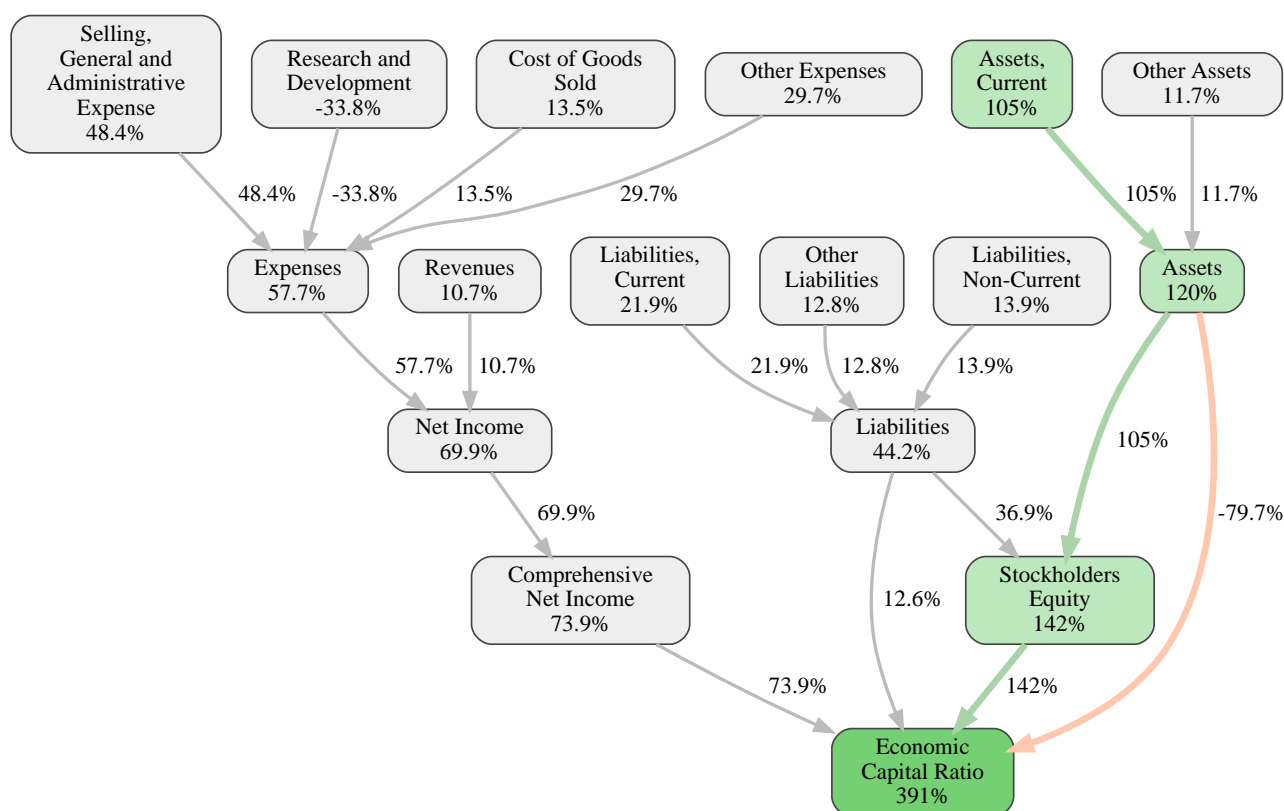 Selling,
General and
Administrative
Expense
48.4%
Research and
Development
-33.8%
Cost of Goods
Sold
13.5%
Other Expenses
29.7%
Assets,
Current
105%
Other Assets
11.7%
48.4%
-33.8%
13.5%
29.7%
105%
11.7%
Expenses
57.7%
Revenues
10.7%
Liabilities,
Current
21.9%
Other
Liabilities
12.8%
Liabilities,
Non-Current
13.9%
Assets
120%
57.7%
10.7%
21.9%
12.8%
13.9%
Net Income
69.9%
Liabilities
44.2%
105%
69.9%
36.9%
-79.7%
Comprehensive
Net Income
73.9%
12.6%
Stockholders
Equity
142%
73.9%
142%
Economic
Capital Ratio
391%